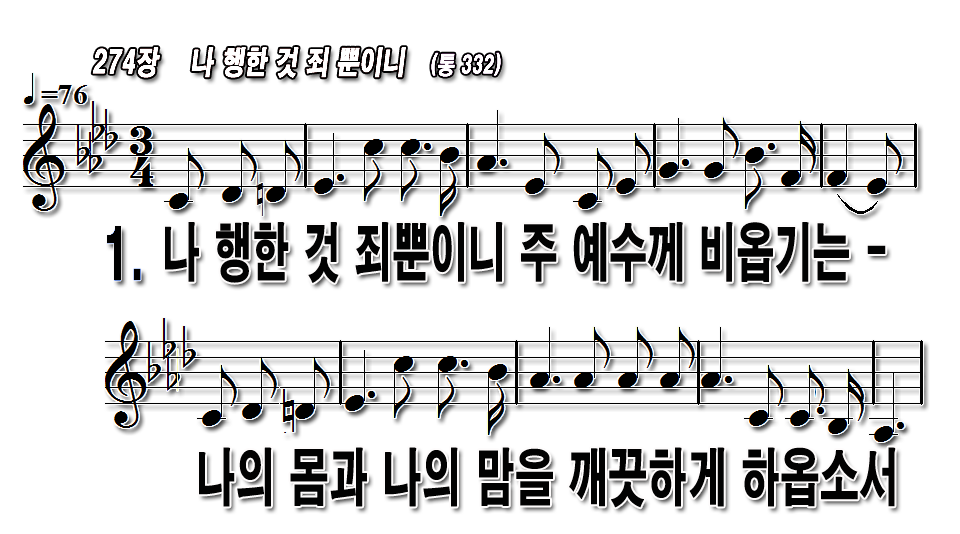 274장 나 행한 것 죄 뿐이니 (통 332)
♩=76
3
4
1. 나 행한 것 죄뿐이니 주 예수께 비옵기는 -
나의 몸과 나의 맘을 깨끗하게 하옵소서